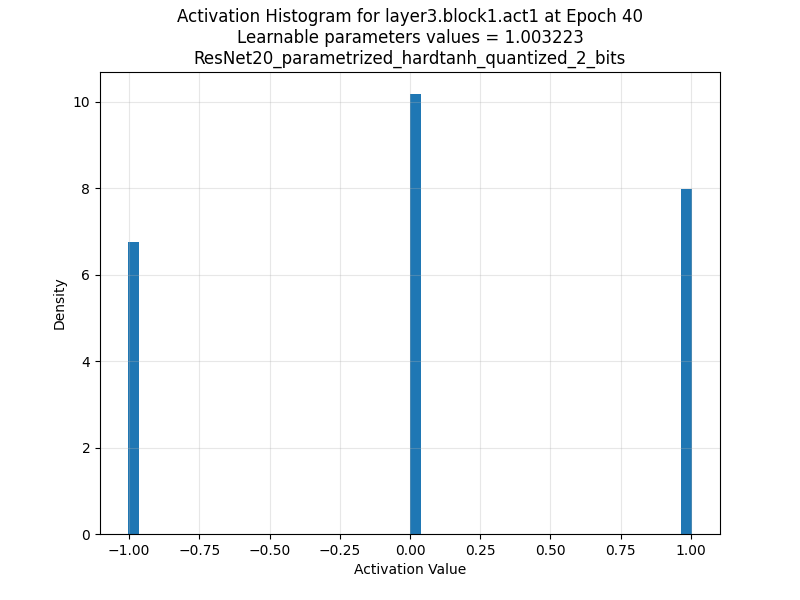 Activation Histogram for layer3.block1.act1 at Epoch 40
Learnable parameters values = 1.003223
ResNet20_parametrized_hardtanh_quantized_2_bits
Density
10
8
6
4
2
0
−1.00 −0.75 −0.50 −0.25 0.00 0.25 0.50 0.75 1.00
Activation Value